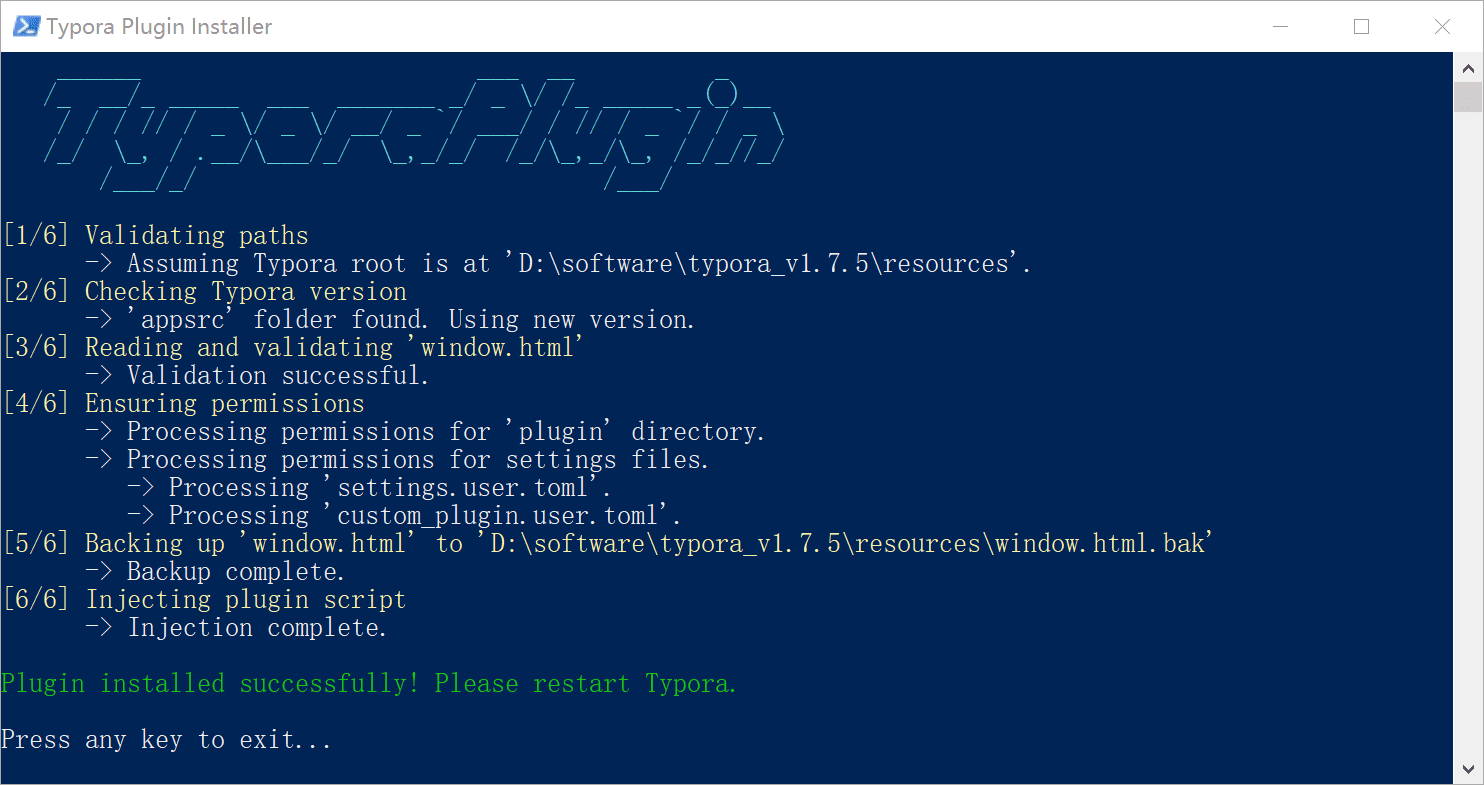 Typora Plugin Installer
TyporaPlugin
[1/6] Validating paths
-> Assuming Typora root is at 'D:\software\typora_v1.7.5\resources'.
[2/6] Checking Typora version
-> 'appsrc' folder found. Using new version.
[3/6] Reading and validating 'window.html'
-> Validation successful.
[4/6] Ensuring permissions
-> Processing permissions for 'plugin' directory.
-> Processing permissions for settings files.
-> Processing 'settings.user.toml'.
-> Processing 'custom_plugin.user.toml'.
[5/6] Backing up 'window.html' to 'D:\software\typora_v1.7.5\resources\window.html.bak'
-> Backup complete.
[6/6] Injecting plugin script
-> Injection complete.
Plugin installed successfully! Please restart Typora.
Press any key to exit...